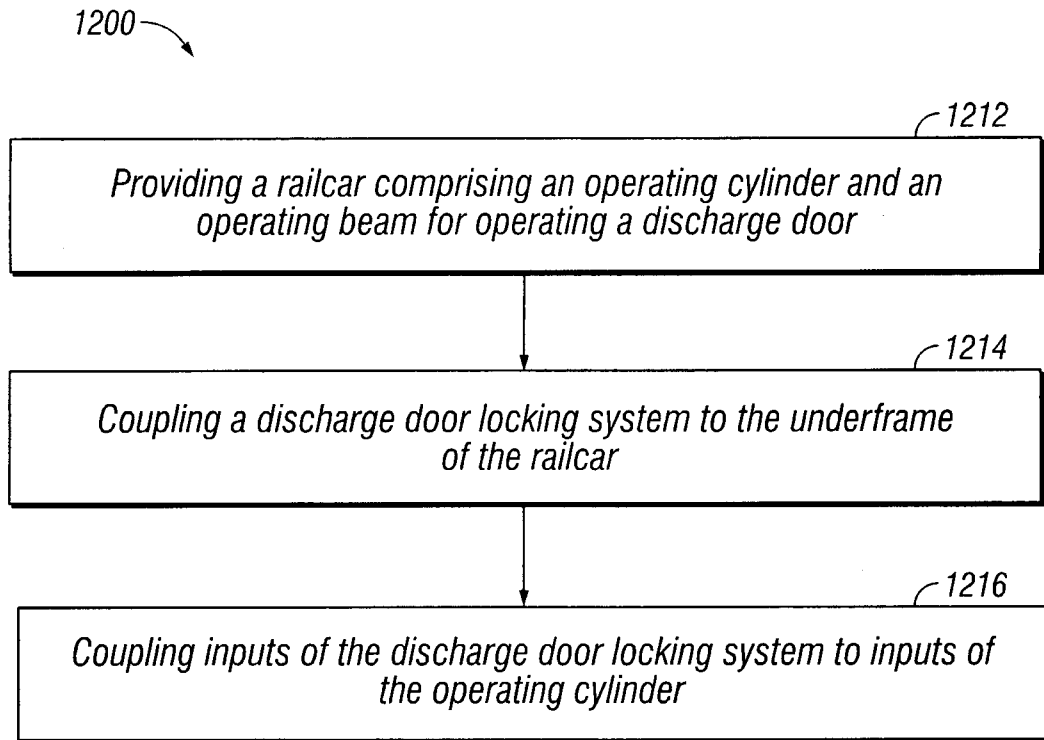 1200
1212
Providing a railcar comprising an operating cylinder and an
operating beam for operating a discharge door
1214
Coupling a discharge door locking system to the underframe
of the railcar
1216
Coupling inputs of the discharge door locking system to inputs of
the operating cylinder